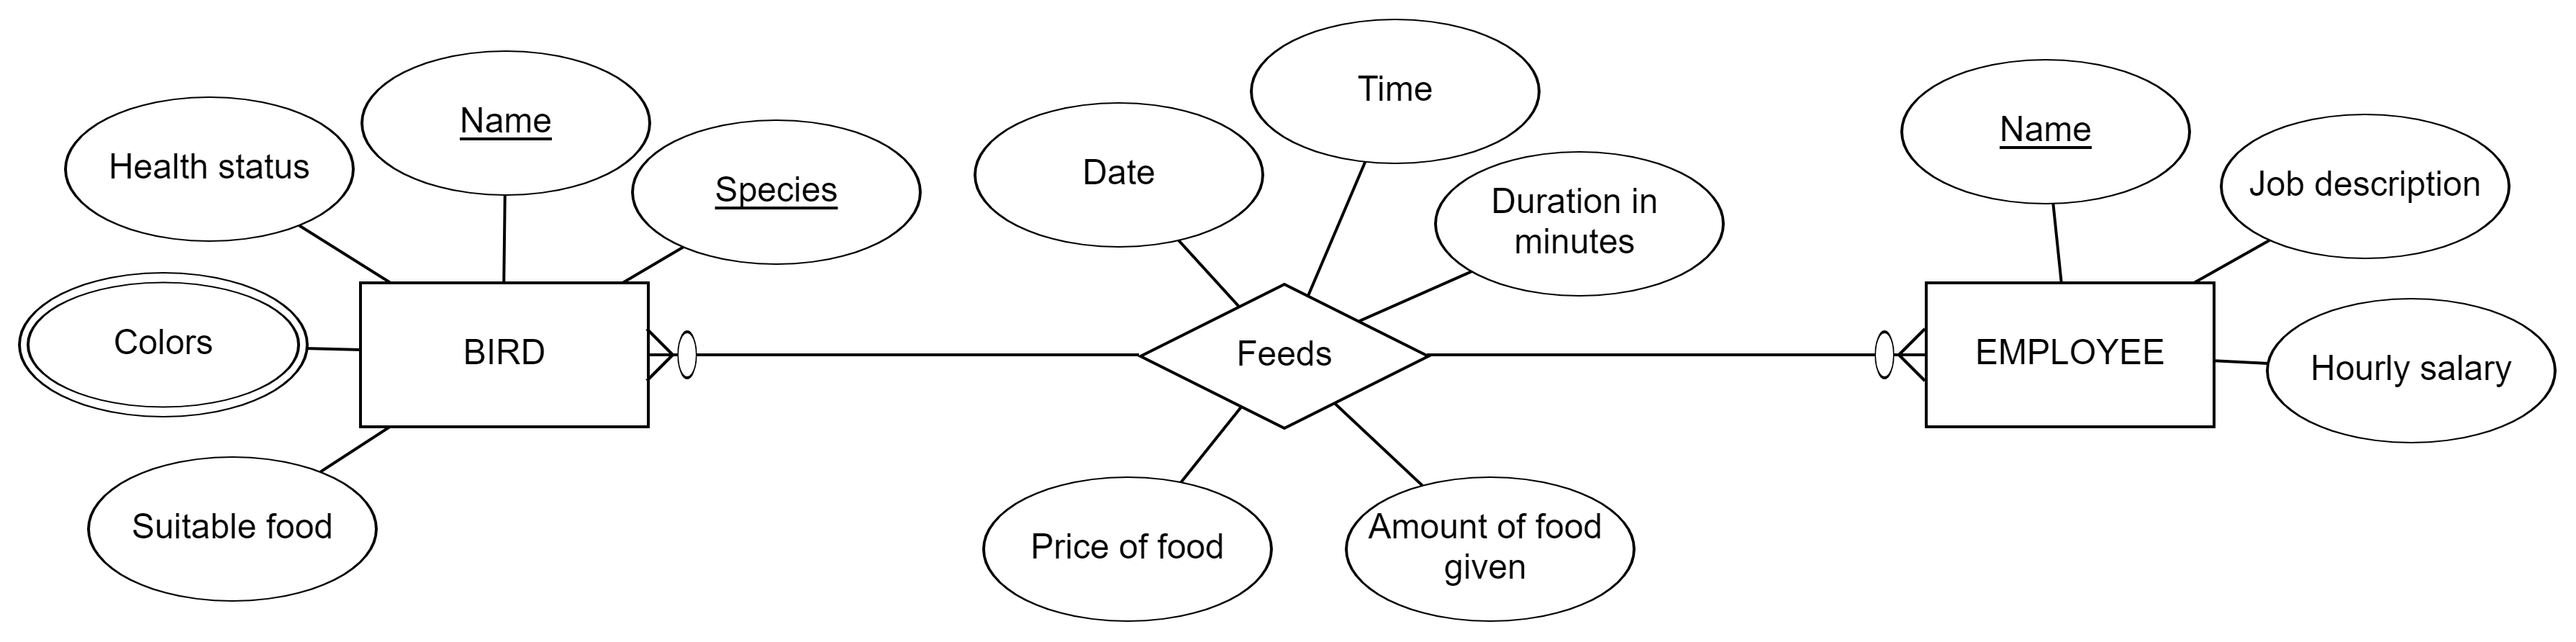 Time
Name
Name
Date
Health status
Job description
Species
Duration in
minutes
Colors
BIRD
Feeds
EMPLOYEE
Hourly salary
Suitable food
Price of food
Amount of food
given